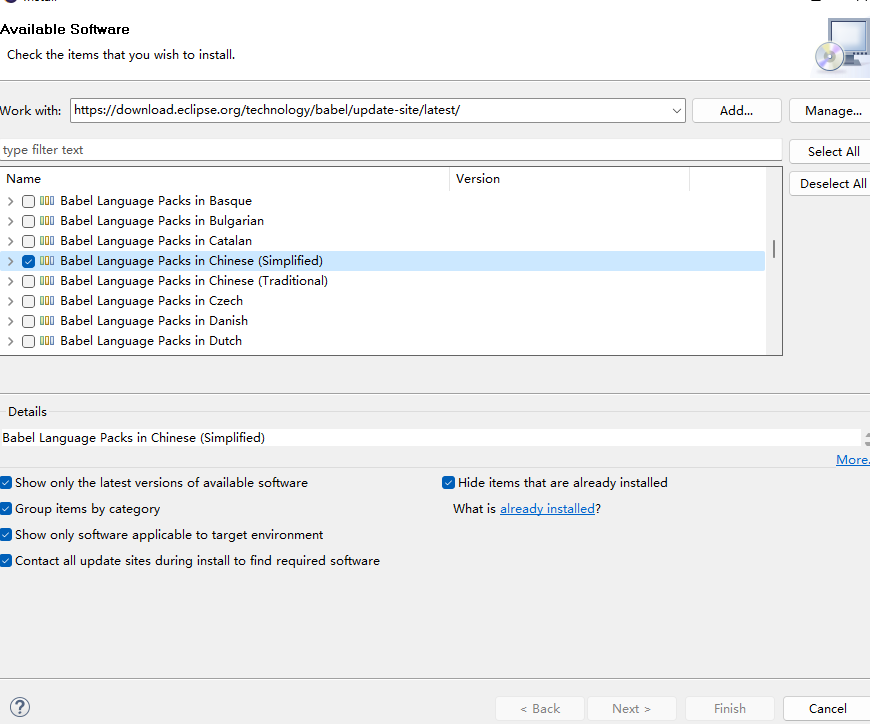 Available Software
Check the items that you wish to install.
Work with: https://download.eclipse.org/technology/babel/update-site/latest/ Add... Manage...
type filter text Select All
Deselect All
Name Version
Babel Language Packs in Basque
Babel Language Packs in Bulgarian
Babel Language Packs in Catalan
Babel Language Packs in Chinese (Simplified)
Babel Language Packs in Chinese (Traditional)
Babel Language Packs in Czech
Babel Language Packs in Danish
Babel Language Packs in Dutch
Details
Babel Language Packs in Chinese (Simplified)
More.
Show only the latest versions of available software Hide items that are already installed
Group items by category What is already installed?
Show only software applicable to target environment
Contact all update sites during install to find required software
? < Back Next > Finish Cancel